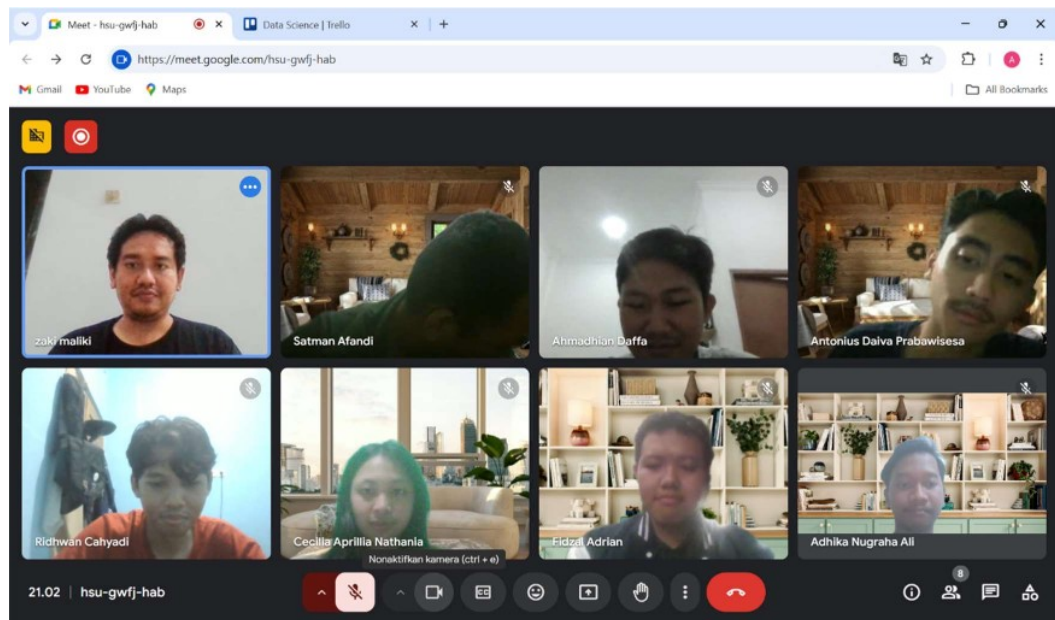 Meet - hsu-gwfj-hab
Data Science | Trello
https://meet.google.com/hsu-gwfj-hab
Gmail YouTube Maps All Bookmarks
zaki maliki
Satman Afandi
Ahmadhian Daffa
Antonius Daiva Prabawisesa
Ridhwan Cahyadi
Cecilia Aprillia Nathania
Fidzal Adrian
Adhika Nugraha Ali
Nonaktifkan kamera (ctrl + e)
21.02 | hsu-gwfj-hab
CC
8
A